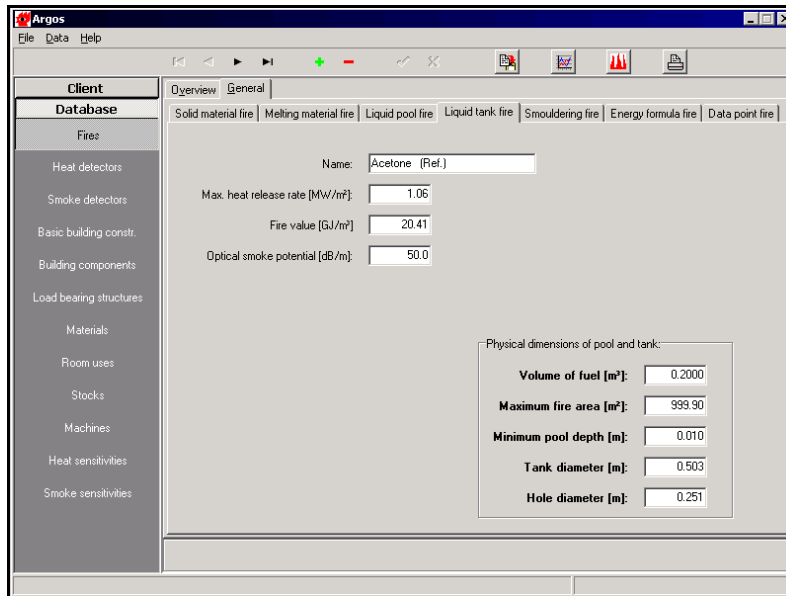 Argos
File Data Help
Client
Database
Fires
Heat detectors
Smoke detectors
Basic building constr.
Building components
Load bearing structures
Materials
Room uses
Stocks
Machines
Heat sensitivities
Smoke sensitivities
Overview General
Solid material fire Melting material fire Liquid pool fire Liquid tank fire Smouldering fire Energy formula fire Data point fire
Name: Acetone (Ref.)
Max. heat release rate [MW/m²]: 1.06
Fire value [GJ/m³] 20.41
Optical smoke potential [dB/m]: 50.0
Physical dimensions of pool and tank:
Volume of fuel [m³]: 0.2000
Maximum fire area [m²]: 999.90
Minimum pool depth [m]: 0.010
Tank diameter [m]: 0.503
Hole diameter [m]: 0.251